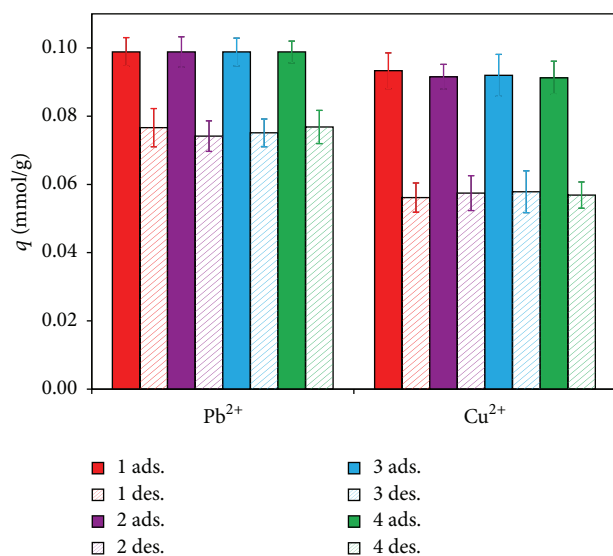 0.10
0.08
0.06
0.04
0.02
0.00
q (mmol/g)
Pb²⁺
Cu²⁺
1 ads.
1 des.
2 ads.
2 des.
3 ads.
3 des.
4 ads.
4 des.